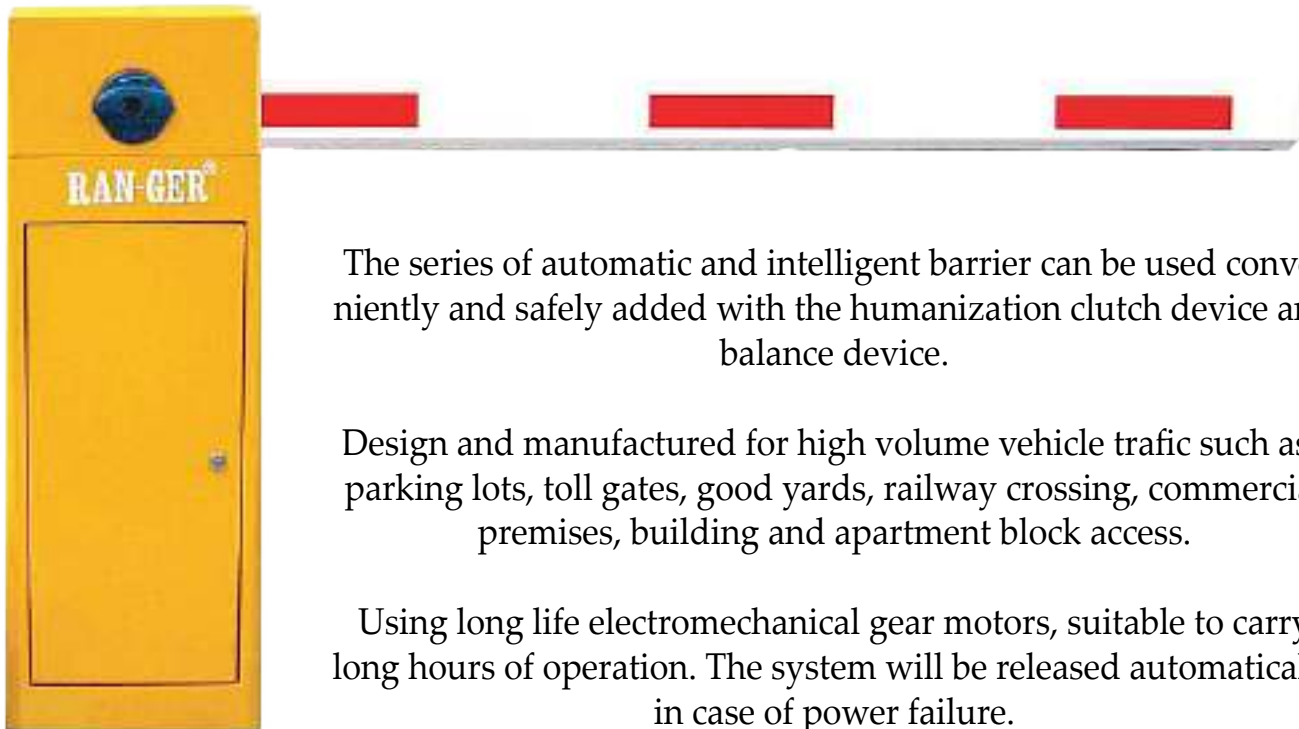 RAN-GER®
The series of automatic and intelligent barrier can be used conve
niently and safely added with the humanization clutch device a
balance device.
Design and manufactured for high volume vehicle trafic such as
parking lots, toll gates, good yards, railway crossing, commercia
premises, building and apartment block access.
Using long life electromechanical gear motors, suitable to carry
long hours of operation. The system will be released automatical
in case of power failure.